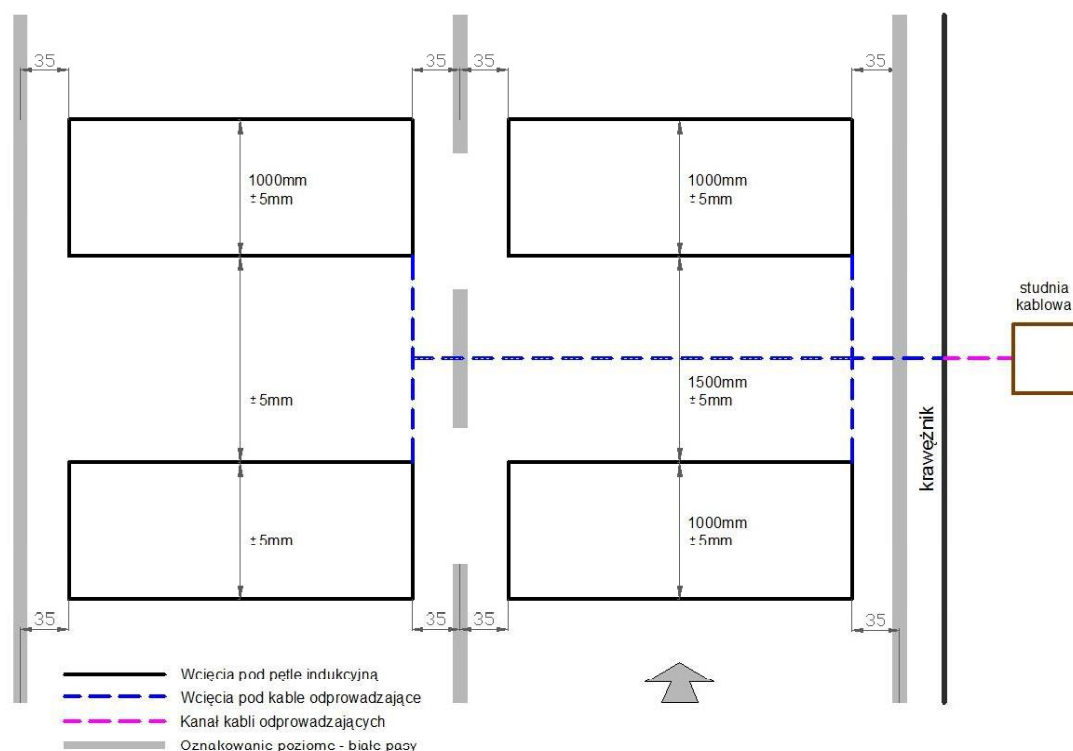 35
35
35
35
1000mm
±5mm
1000mm
±5mm
studnia
kablowa
±5mm
1500mm
±5mm
krawężnik
±5mm
1000mm
±5mm
35
35
35
35
Wcięcia pod pętle indukcyjną
Wcięcia pod kable odprowadzające
Kanał kabli odprowadzających
Oznakowanie poziome - białe pasy